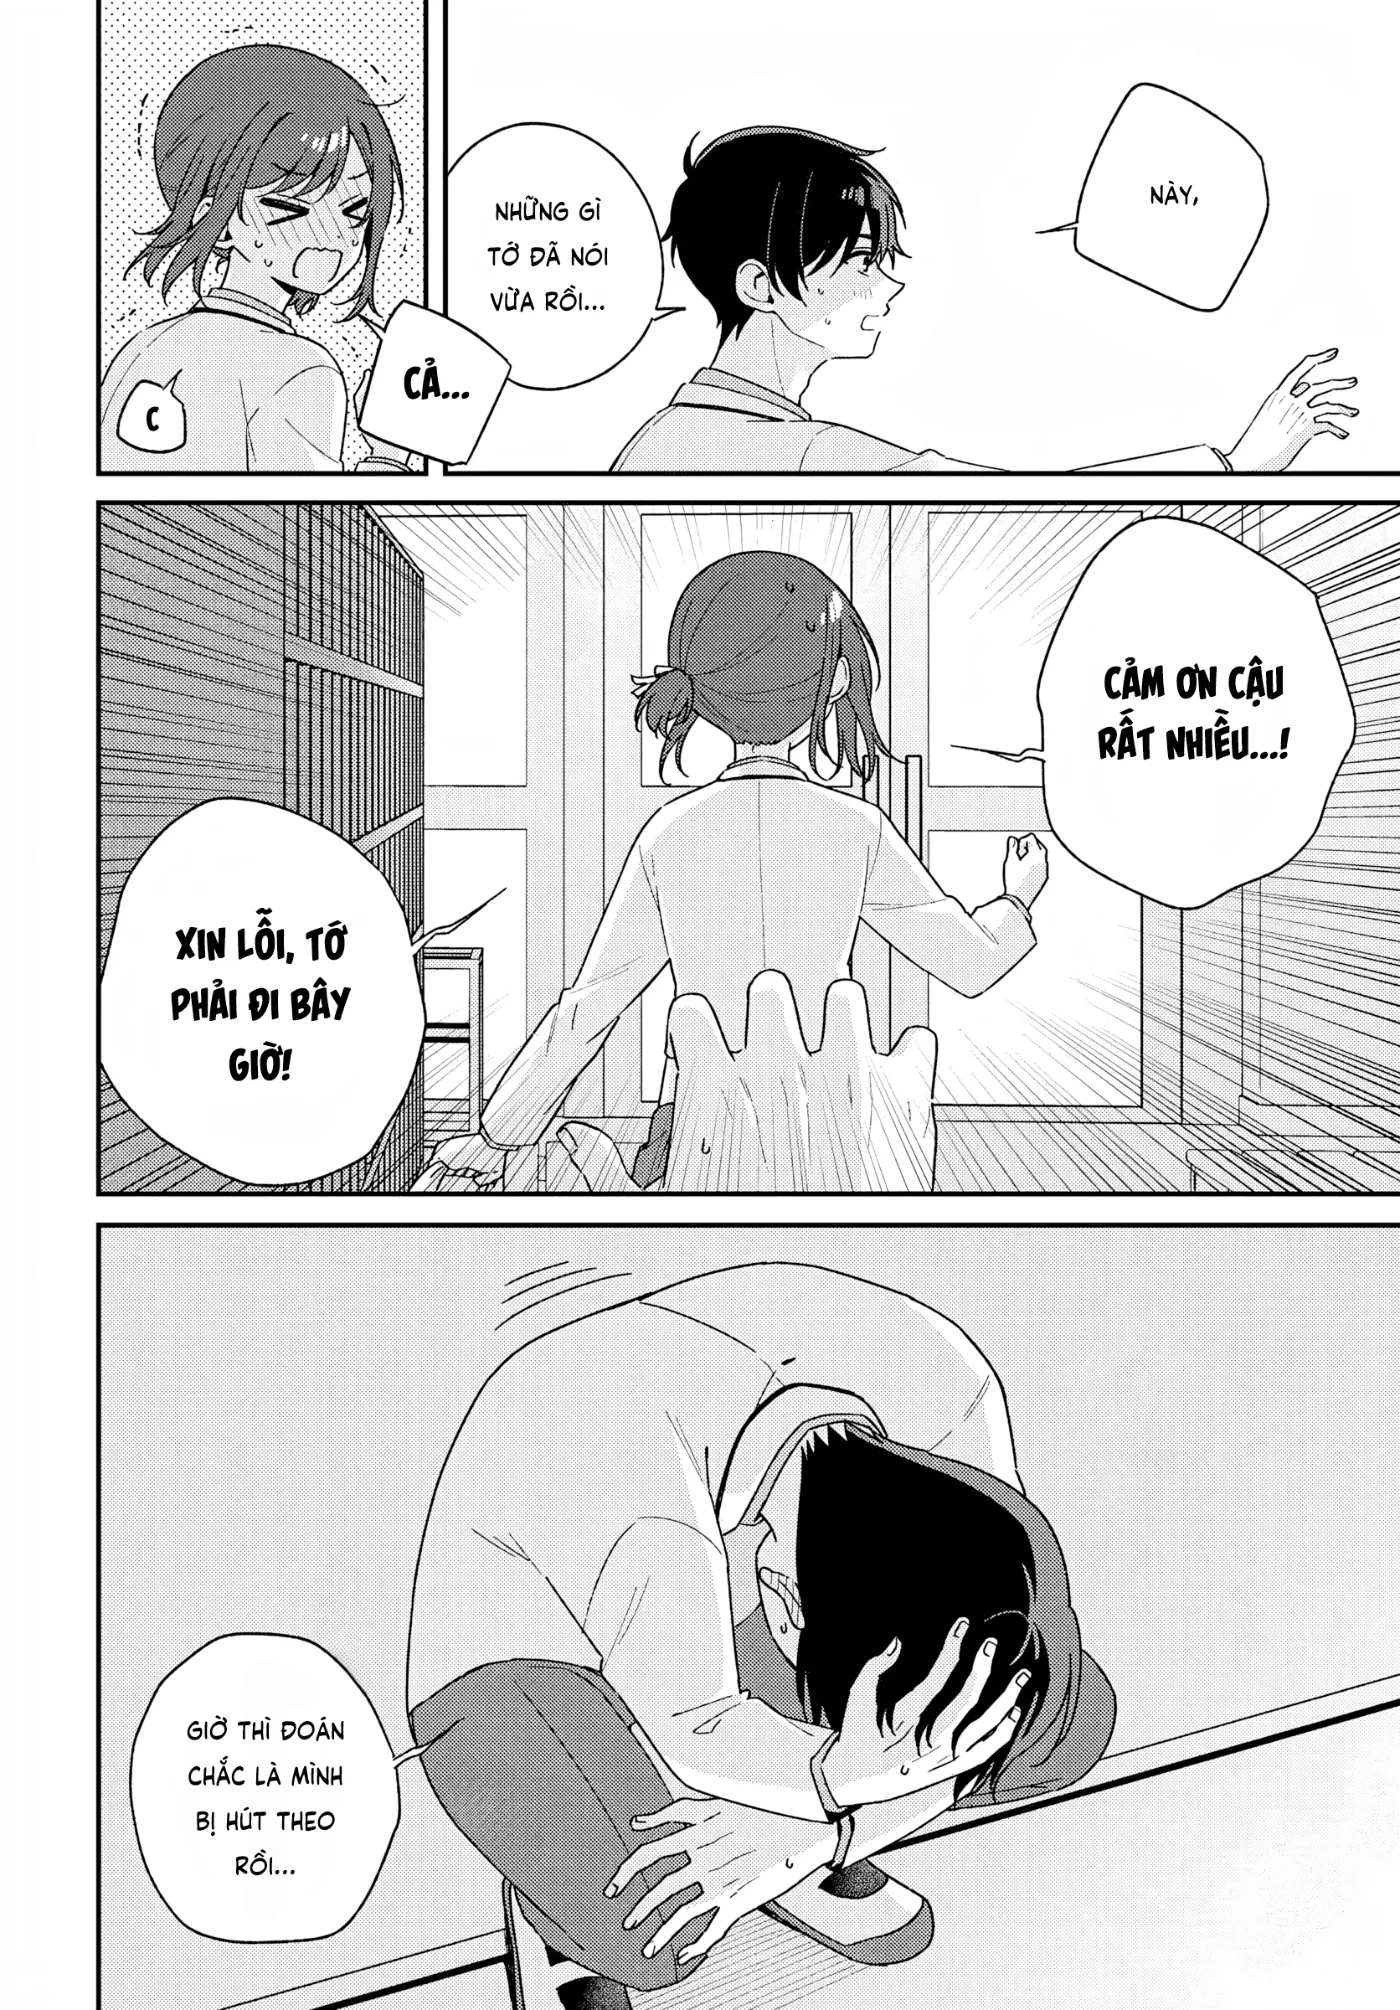 NÀY,
NHỮNG GÌ
TỚ ĐÃ NÓI
VỪA RỒI...
CẢ...
C
CẢM ƠN CẬU
RẤT NHIỀU...!
XIN LỖI, TỚ
PHẢI ĐI BÂY
GIỜ!
GIỜ THÌ ĐOÁN
CHẮC LÀ MÌNH
BỊ HÚT THEO
RỒI...